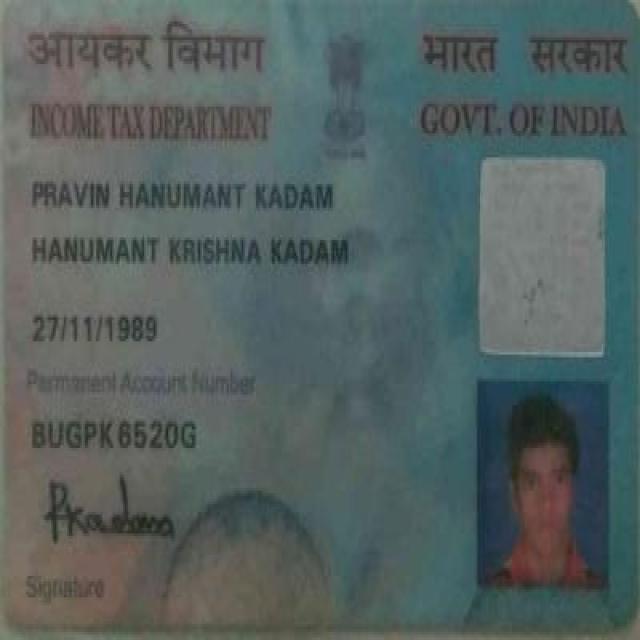 आयकर विभाग भारत सरकार
INCOME TAX DEPARTMENT GOVT. OF INDIA
PRAVIN HANUMANT KADAM
HANUMANT KRISHNA KADAM
27/11/1989
Permanent Account Number
BUGPK6520G
Pkadam
Signature